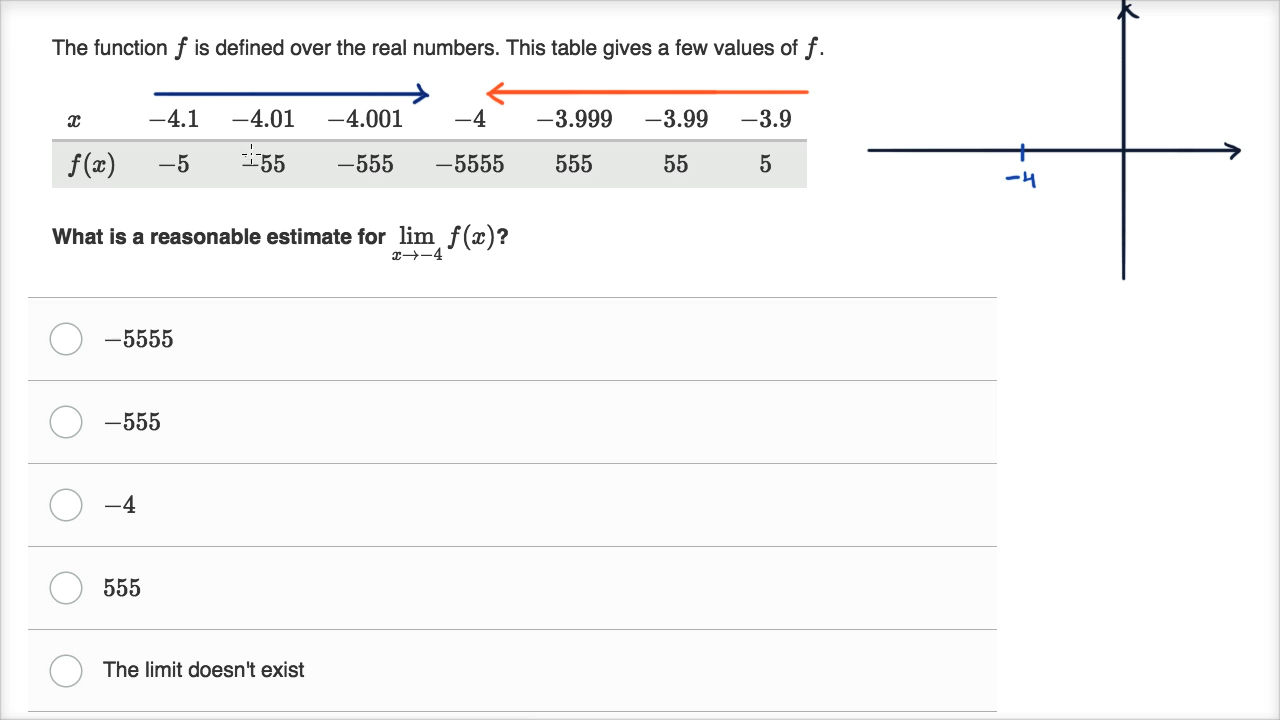 The function f is defined over the real numbers. This table gives a few values of f.
x −4.1 −4.01 −4.001 −4 −3.999 −3.99 −3.9
f(x) −5 −55 −555 −5555 555 55 5
−4
What is a reasonable estimate for lim x→−4 f(x)?
−5555
−555
−4
555
The limit doesn't exist